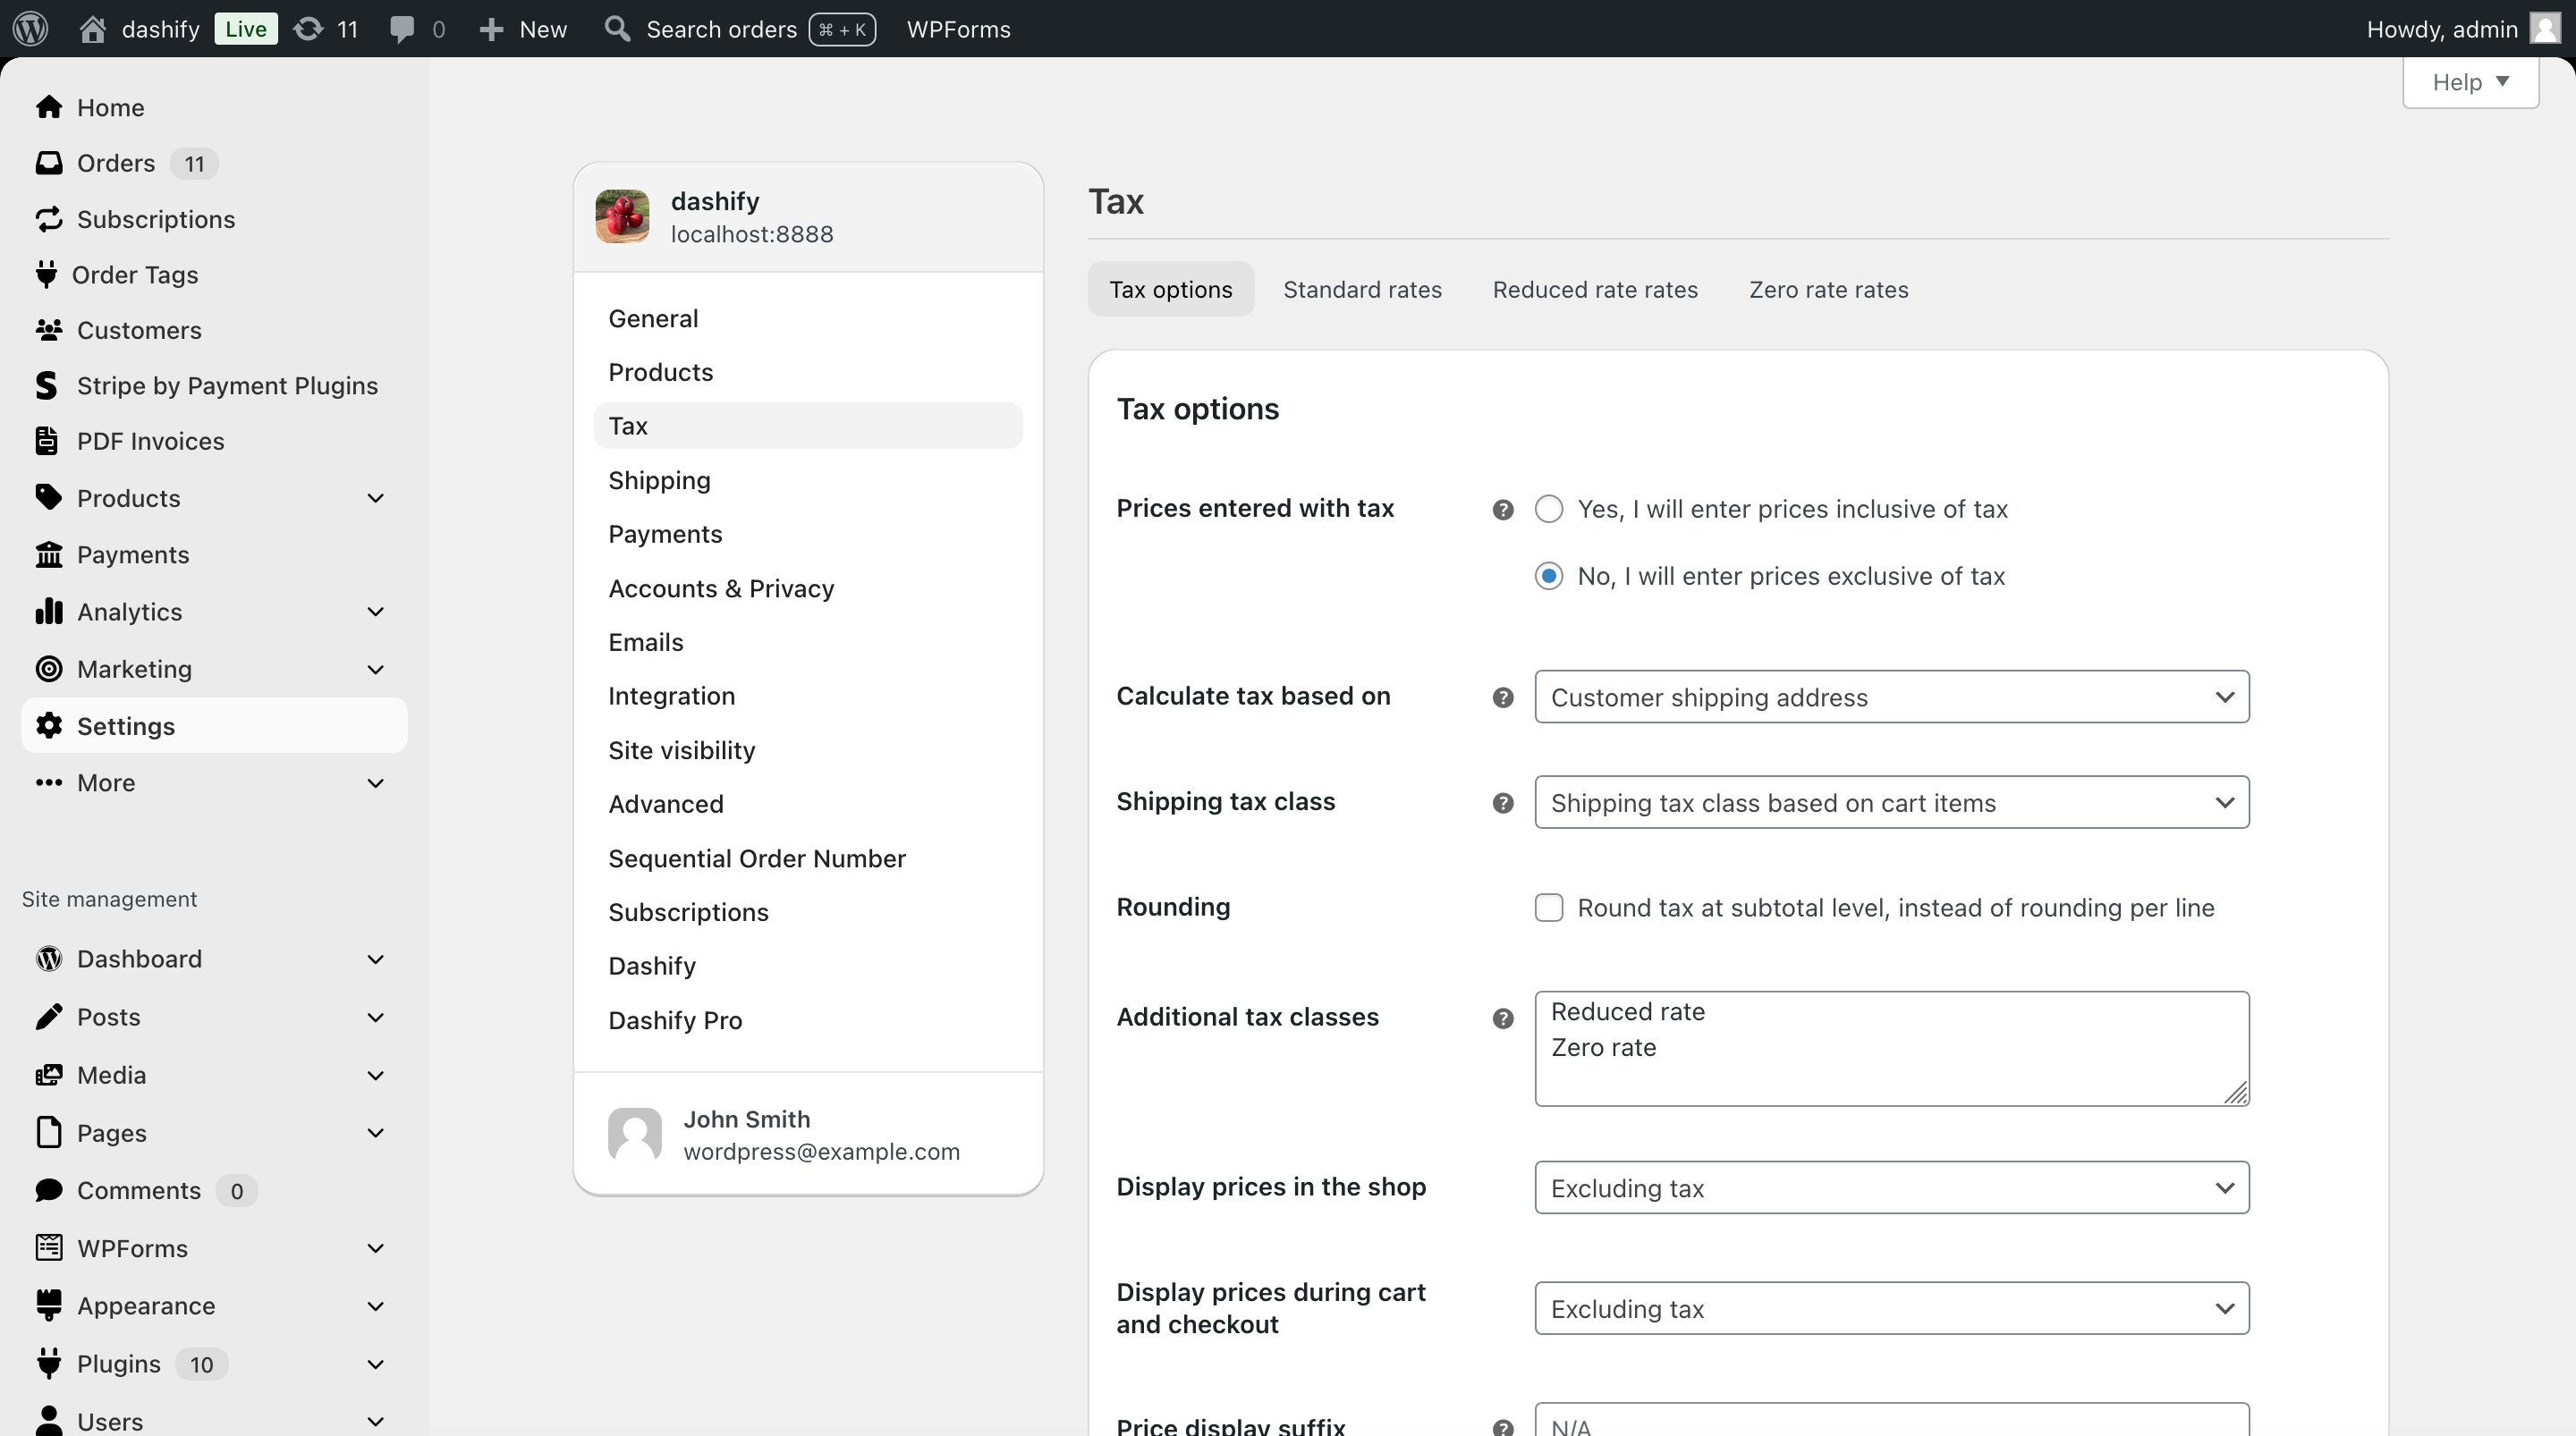 dashify Live 11 0 New Search orders ⌘ + K WPForms Howdy, admin
Help
Home
Orders 11
Subscriptions
Order Tags
Customers
Stripe by Payment Plugins
PDF Invoices
Products
Payments
Analytics
Marketing
Settings
More
Site management
Dashboard
Posts
Media
Pages
Comments 0
WPForms
Appearance
Plugins 10
Users
dashify
localhost:8888
General
Products
Tax
Shipping
Payments
Accounts & Privacy
Emails
Integration
Site visibility
Advanced
Sequential Order Number
Subscriptions
Dashify
Dashify Pro
John Smith
wordpress@example.com
Tax
Tax options Standard rates Reduced rate rates Zero rate rates
Tax options
Prices entered with tax ? Yes, I will enter prices inclusive of tax
No, I will enter prices exclusive of tax
Calculate tax based on ? Customer shipping address
Shipping tax class ? Shipping tax class based on cart items
Rounding Round tax at subtotal level, instead of rounding per line
Additional tax classes ? Reduced rate
Zero rate
Display prices in the shop Excluding tax
Display prices during cart
and checkout Excluding tax
Price display suffix ? N/A